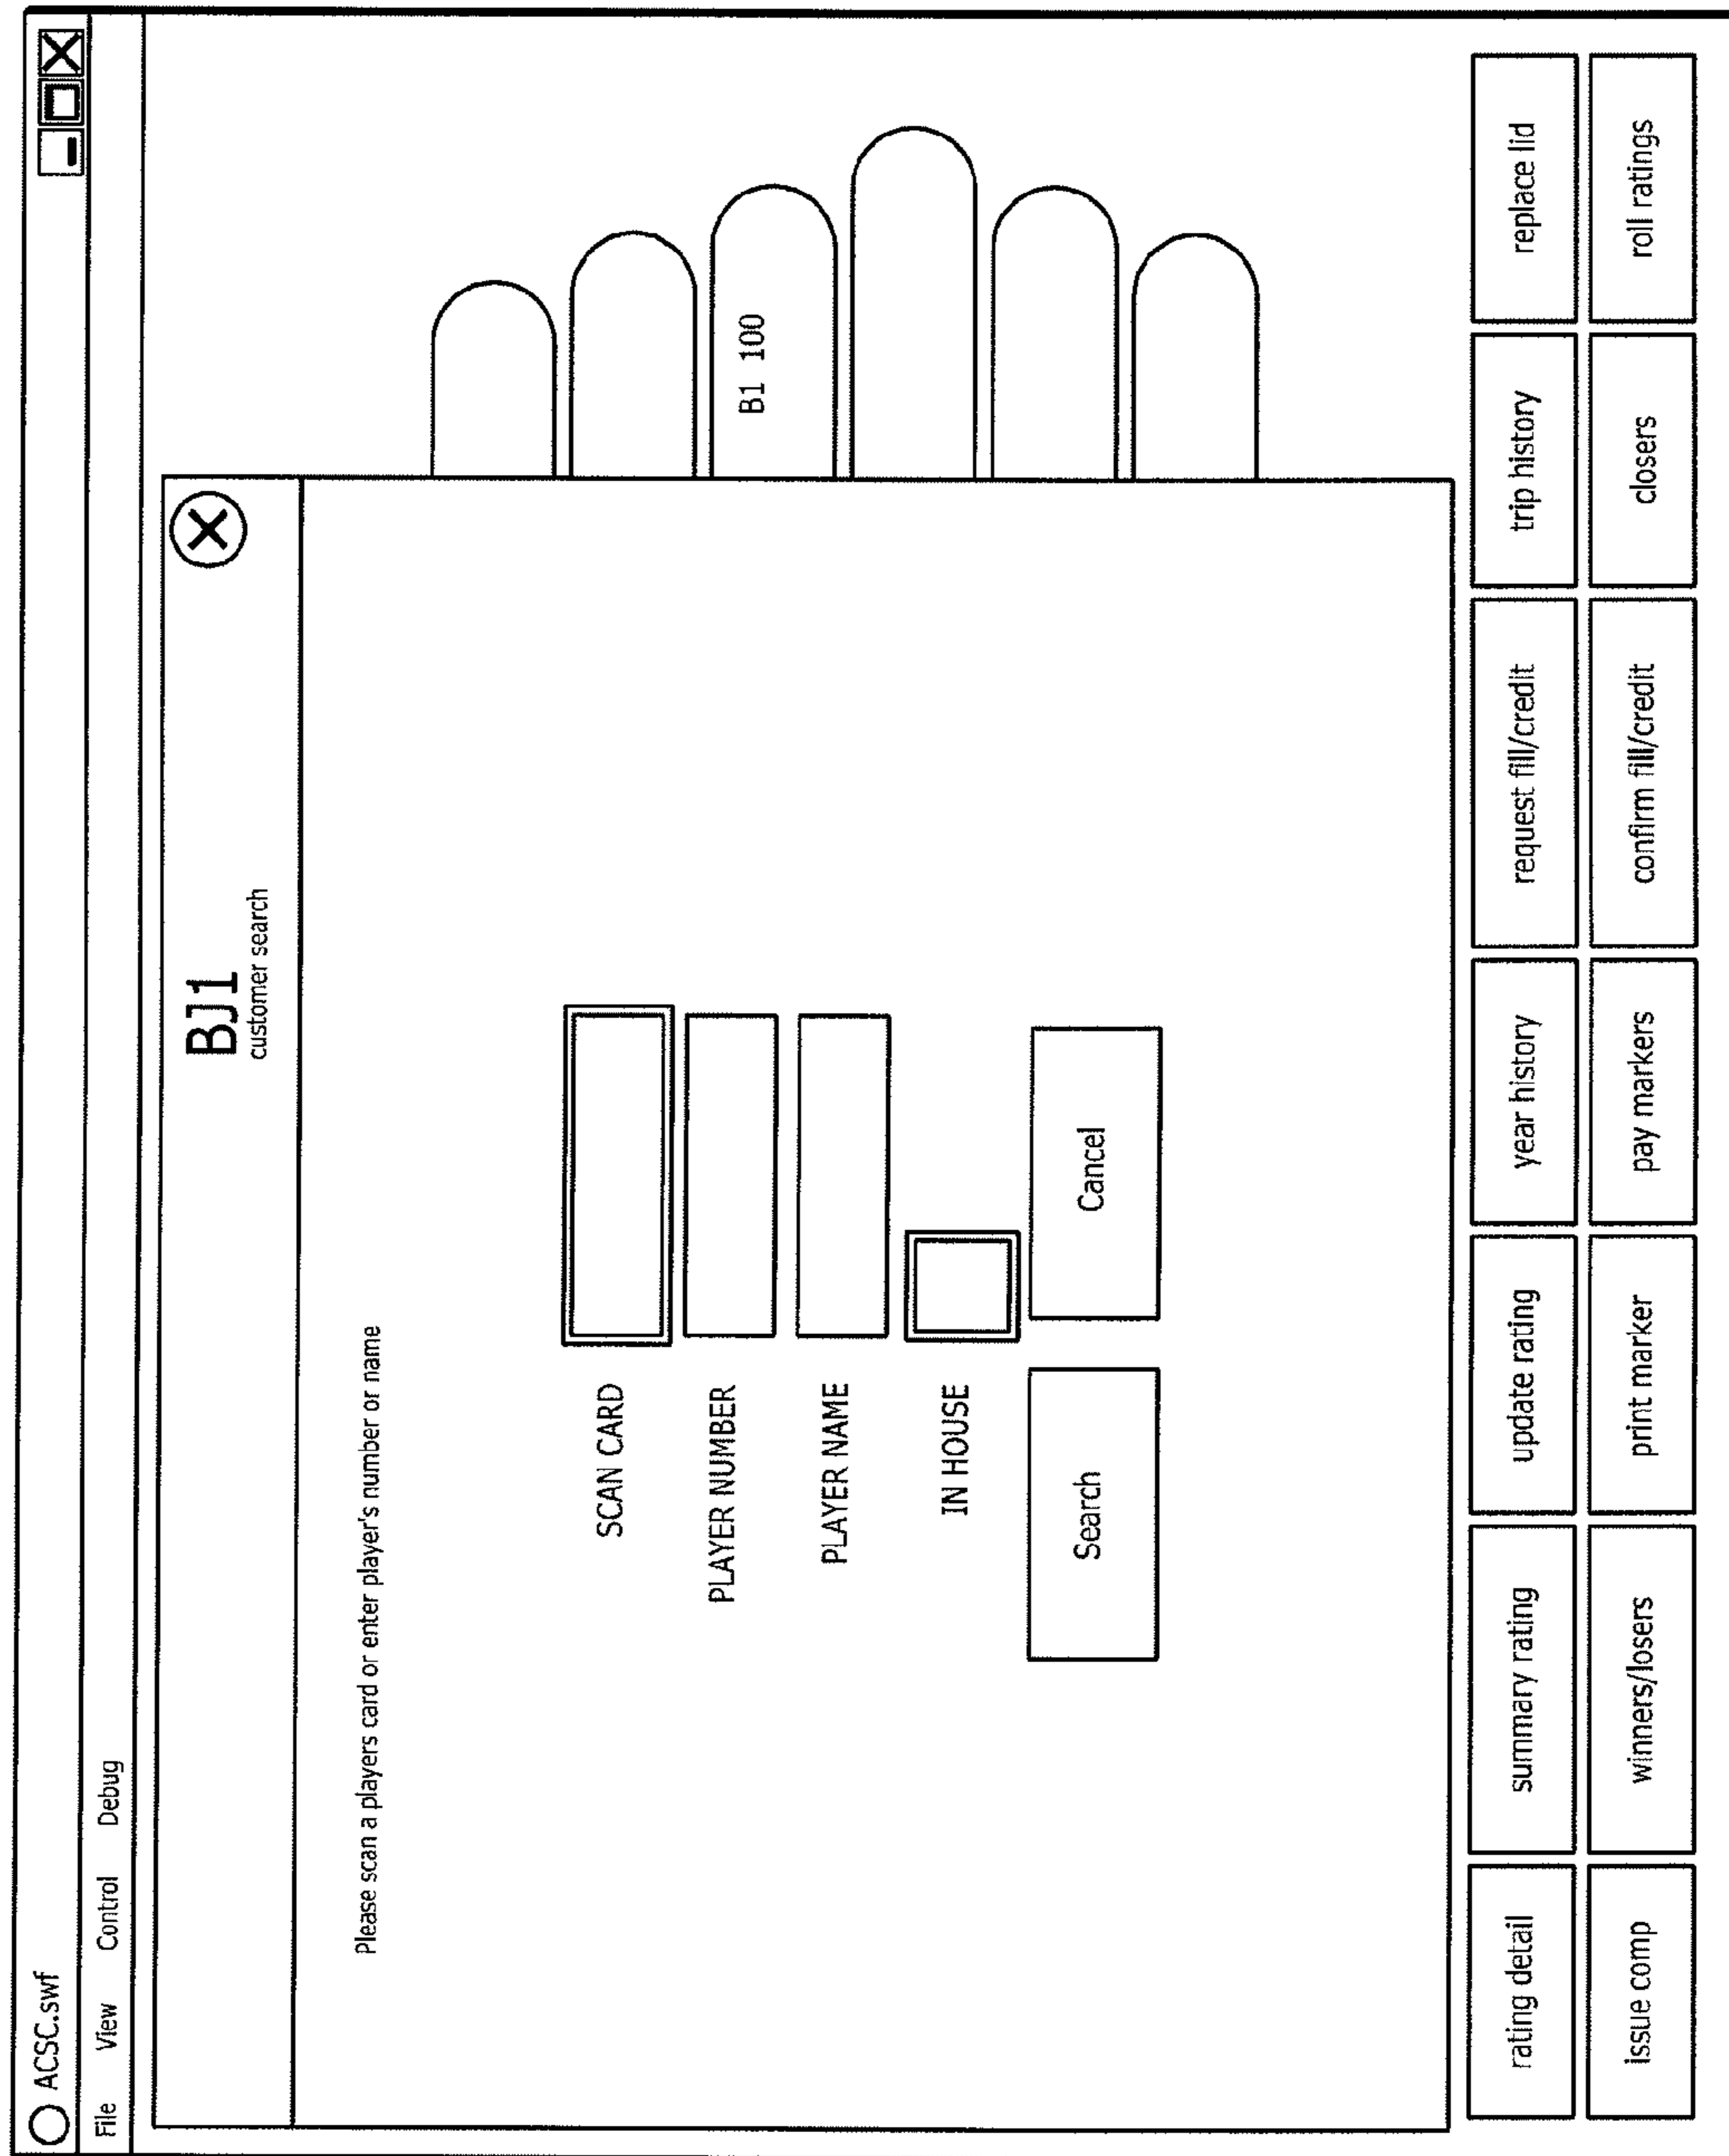 ACSC.swf
File View Control Debug
BJ1
customer search
Please scan a players card or enter player's number or name
SCAN CARD
PLAYER NUMBER
PLAYER NAME
IN HOUSE
Search Cancel
B1 100
rating detail summary rating update rating year history request fill/credit trip history replace lid
issue comp winners/losers print marker pay markers confirm fill/credit closers roll ratings